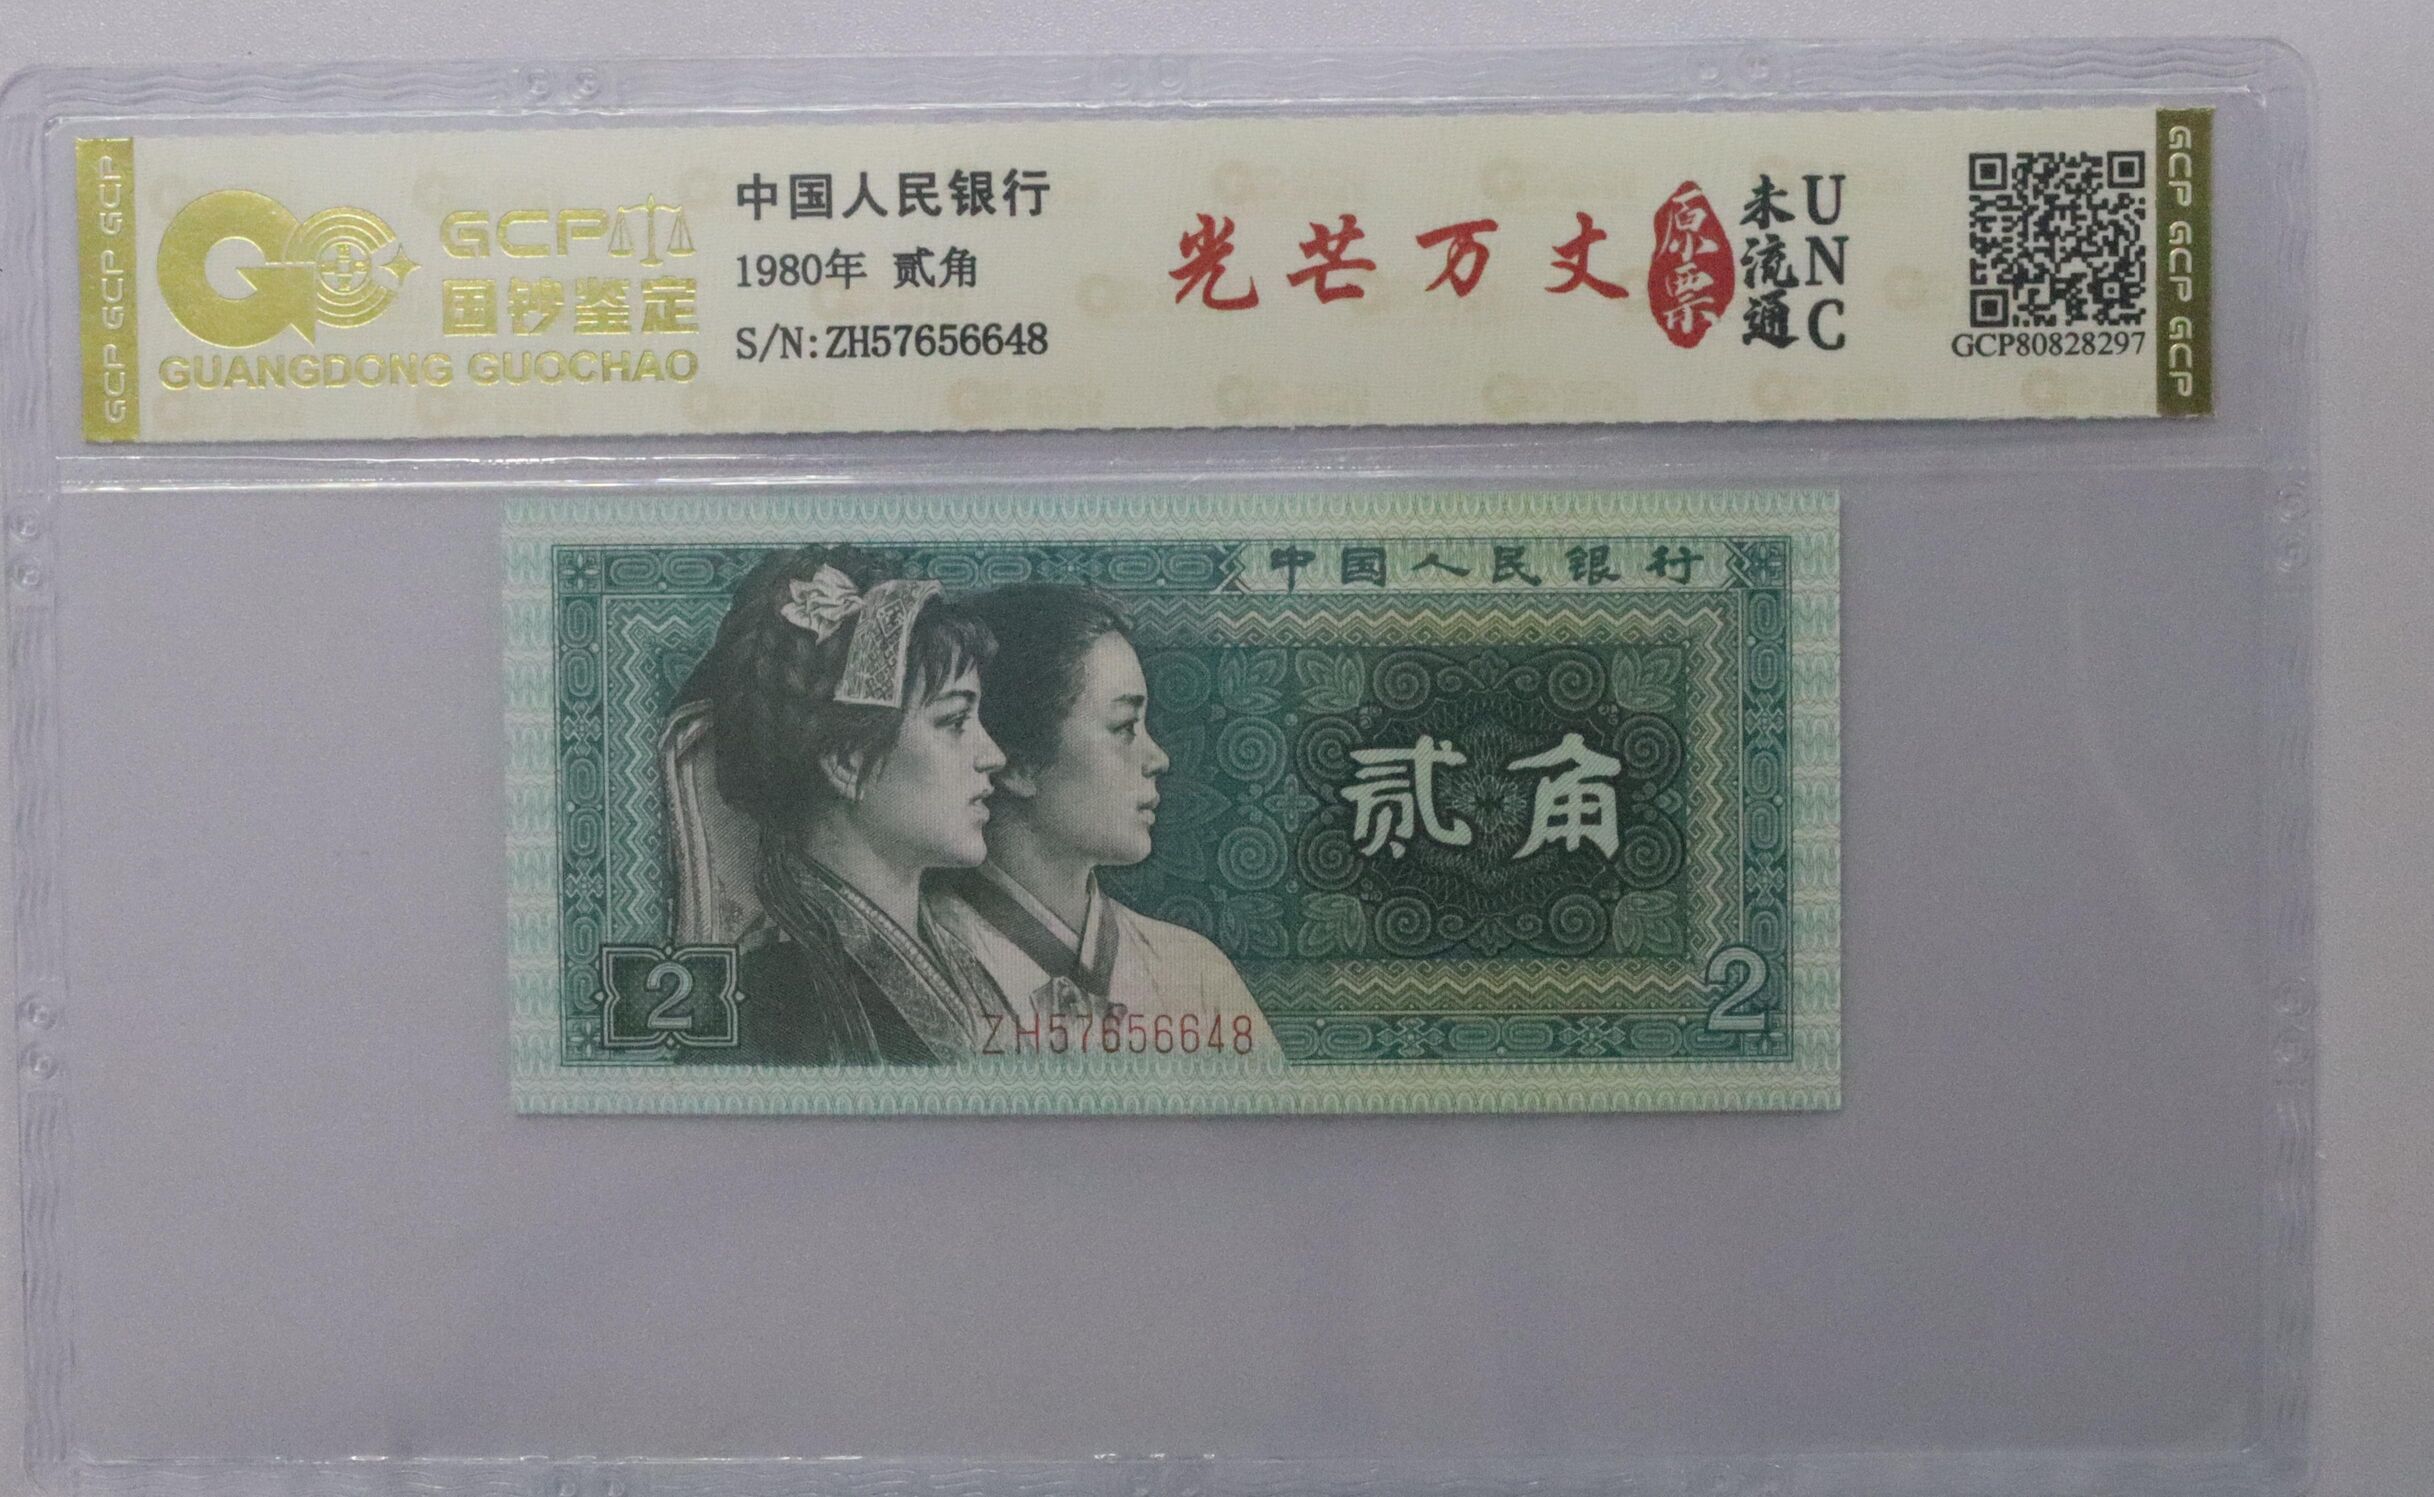 GCP GCP GCP
GCP
国钞鉴定
GUANGDONG GUOCHAO
中国人民银行
1980年 贰角
S/N:ZH57656648
光芒万丈
原票
未流通
UNC
GCP80828297
GCP GCP GCP
中国人民银行
贰角
2
ZH57656648
2